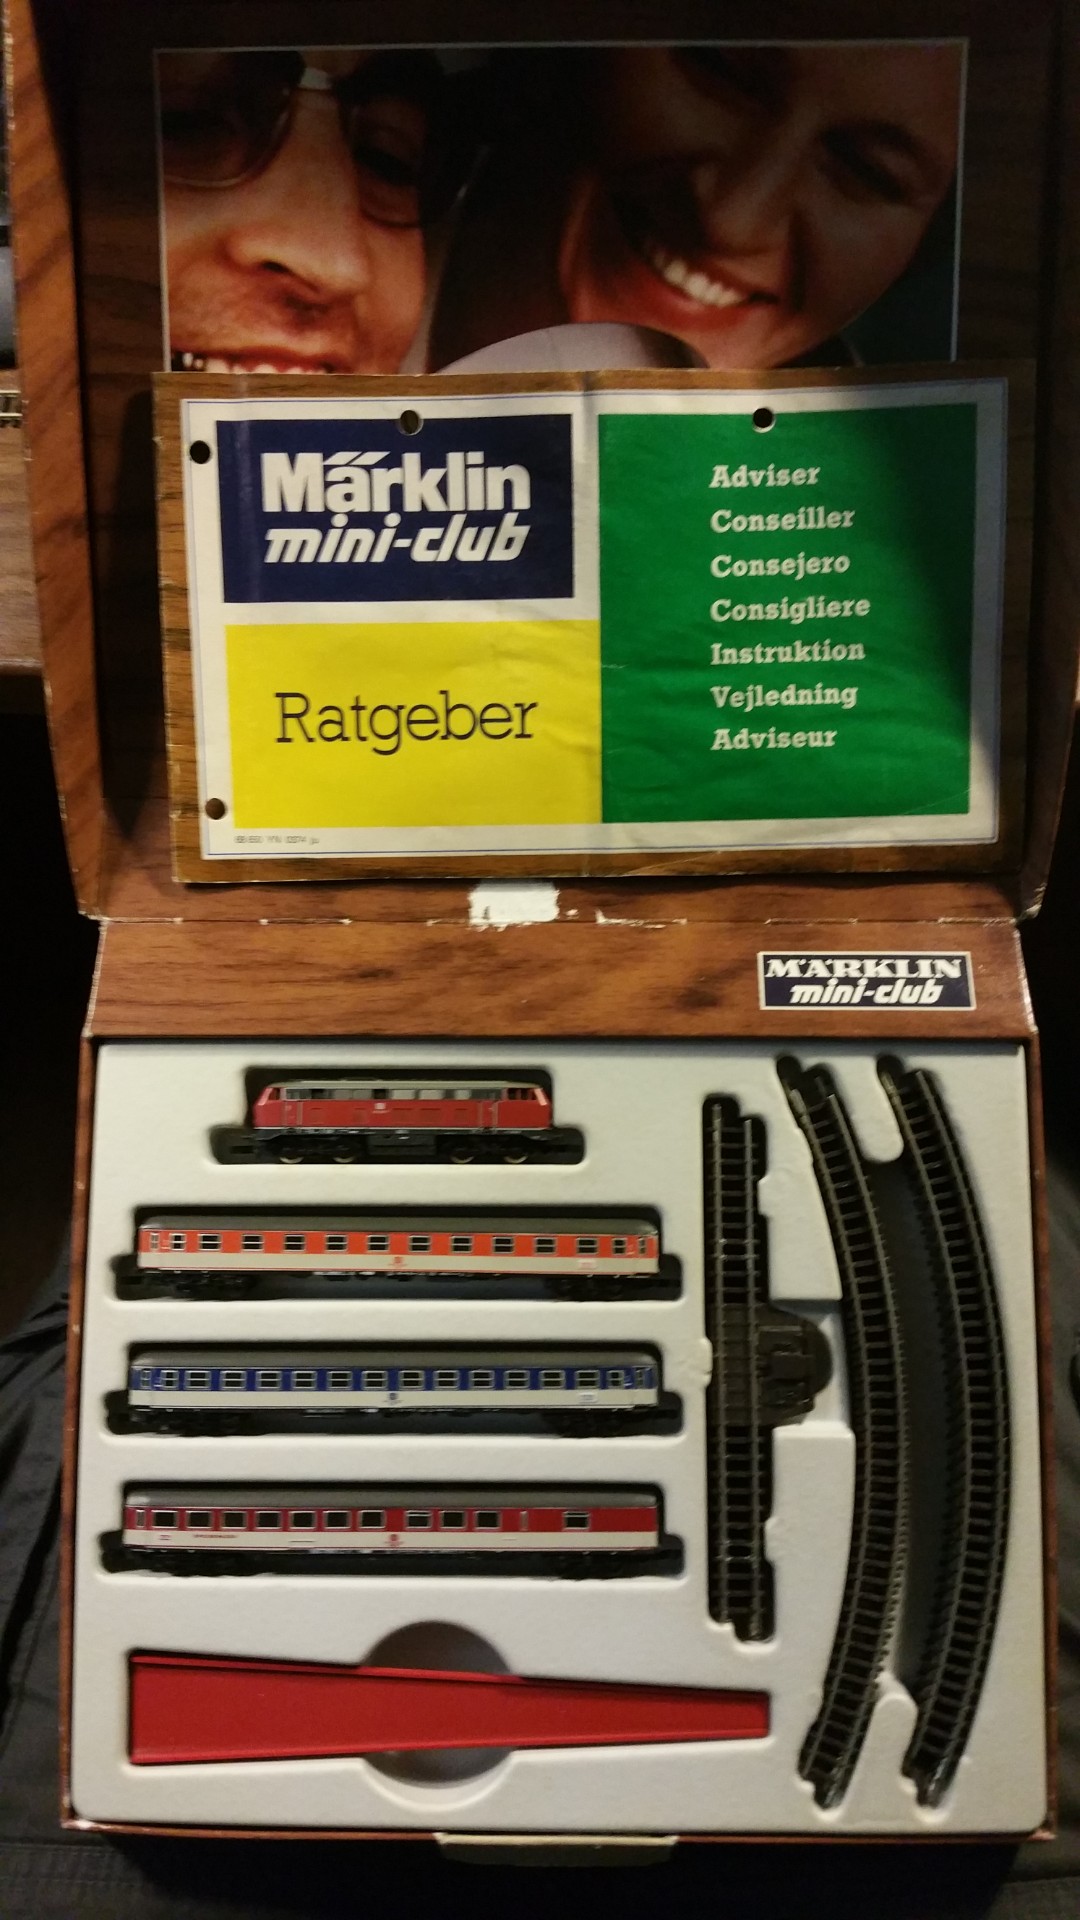 Märklin
mini-club
Ratgeber
Adviser
Conseiller
Consejero
Consigliere
Instruktion
Vejledning
Adviseur
MÄRKLIN
mini-club